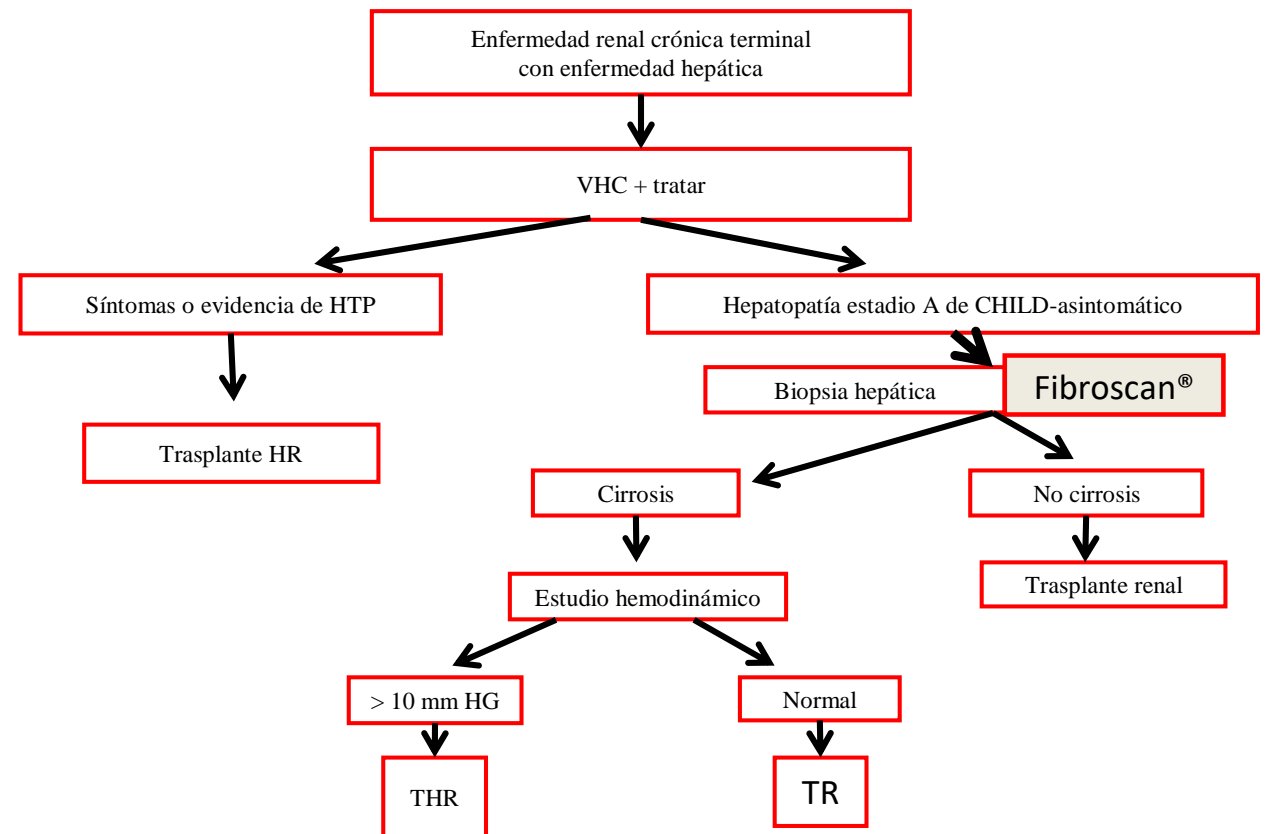 Enfermedad renal crónica terminal
con enfermedad hepática
VHC + tratar
Síntomas o evidencia de HTP
Hepatopatía estadio A de CHILD-asintomático
Biopsia hepática
Fibroscan®
Trasplante HR
Cirrosis
No cirrosis
Estudio hemodinámico
Trasplante renal
> 10 mm HG
Normal
THR
TR